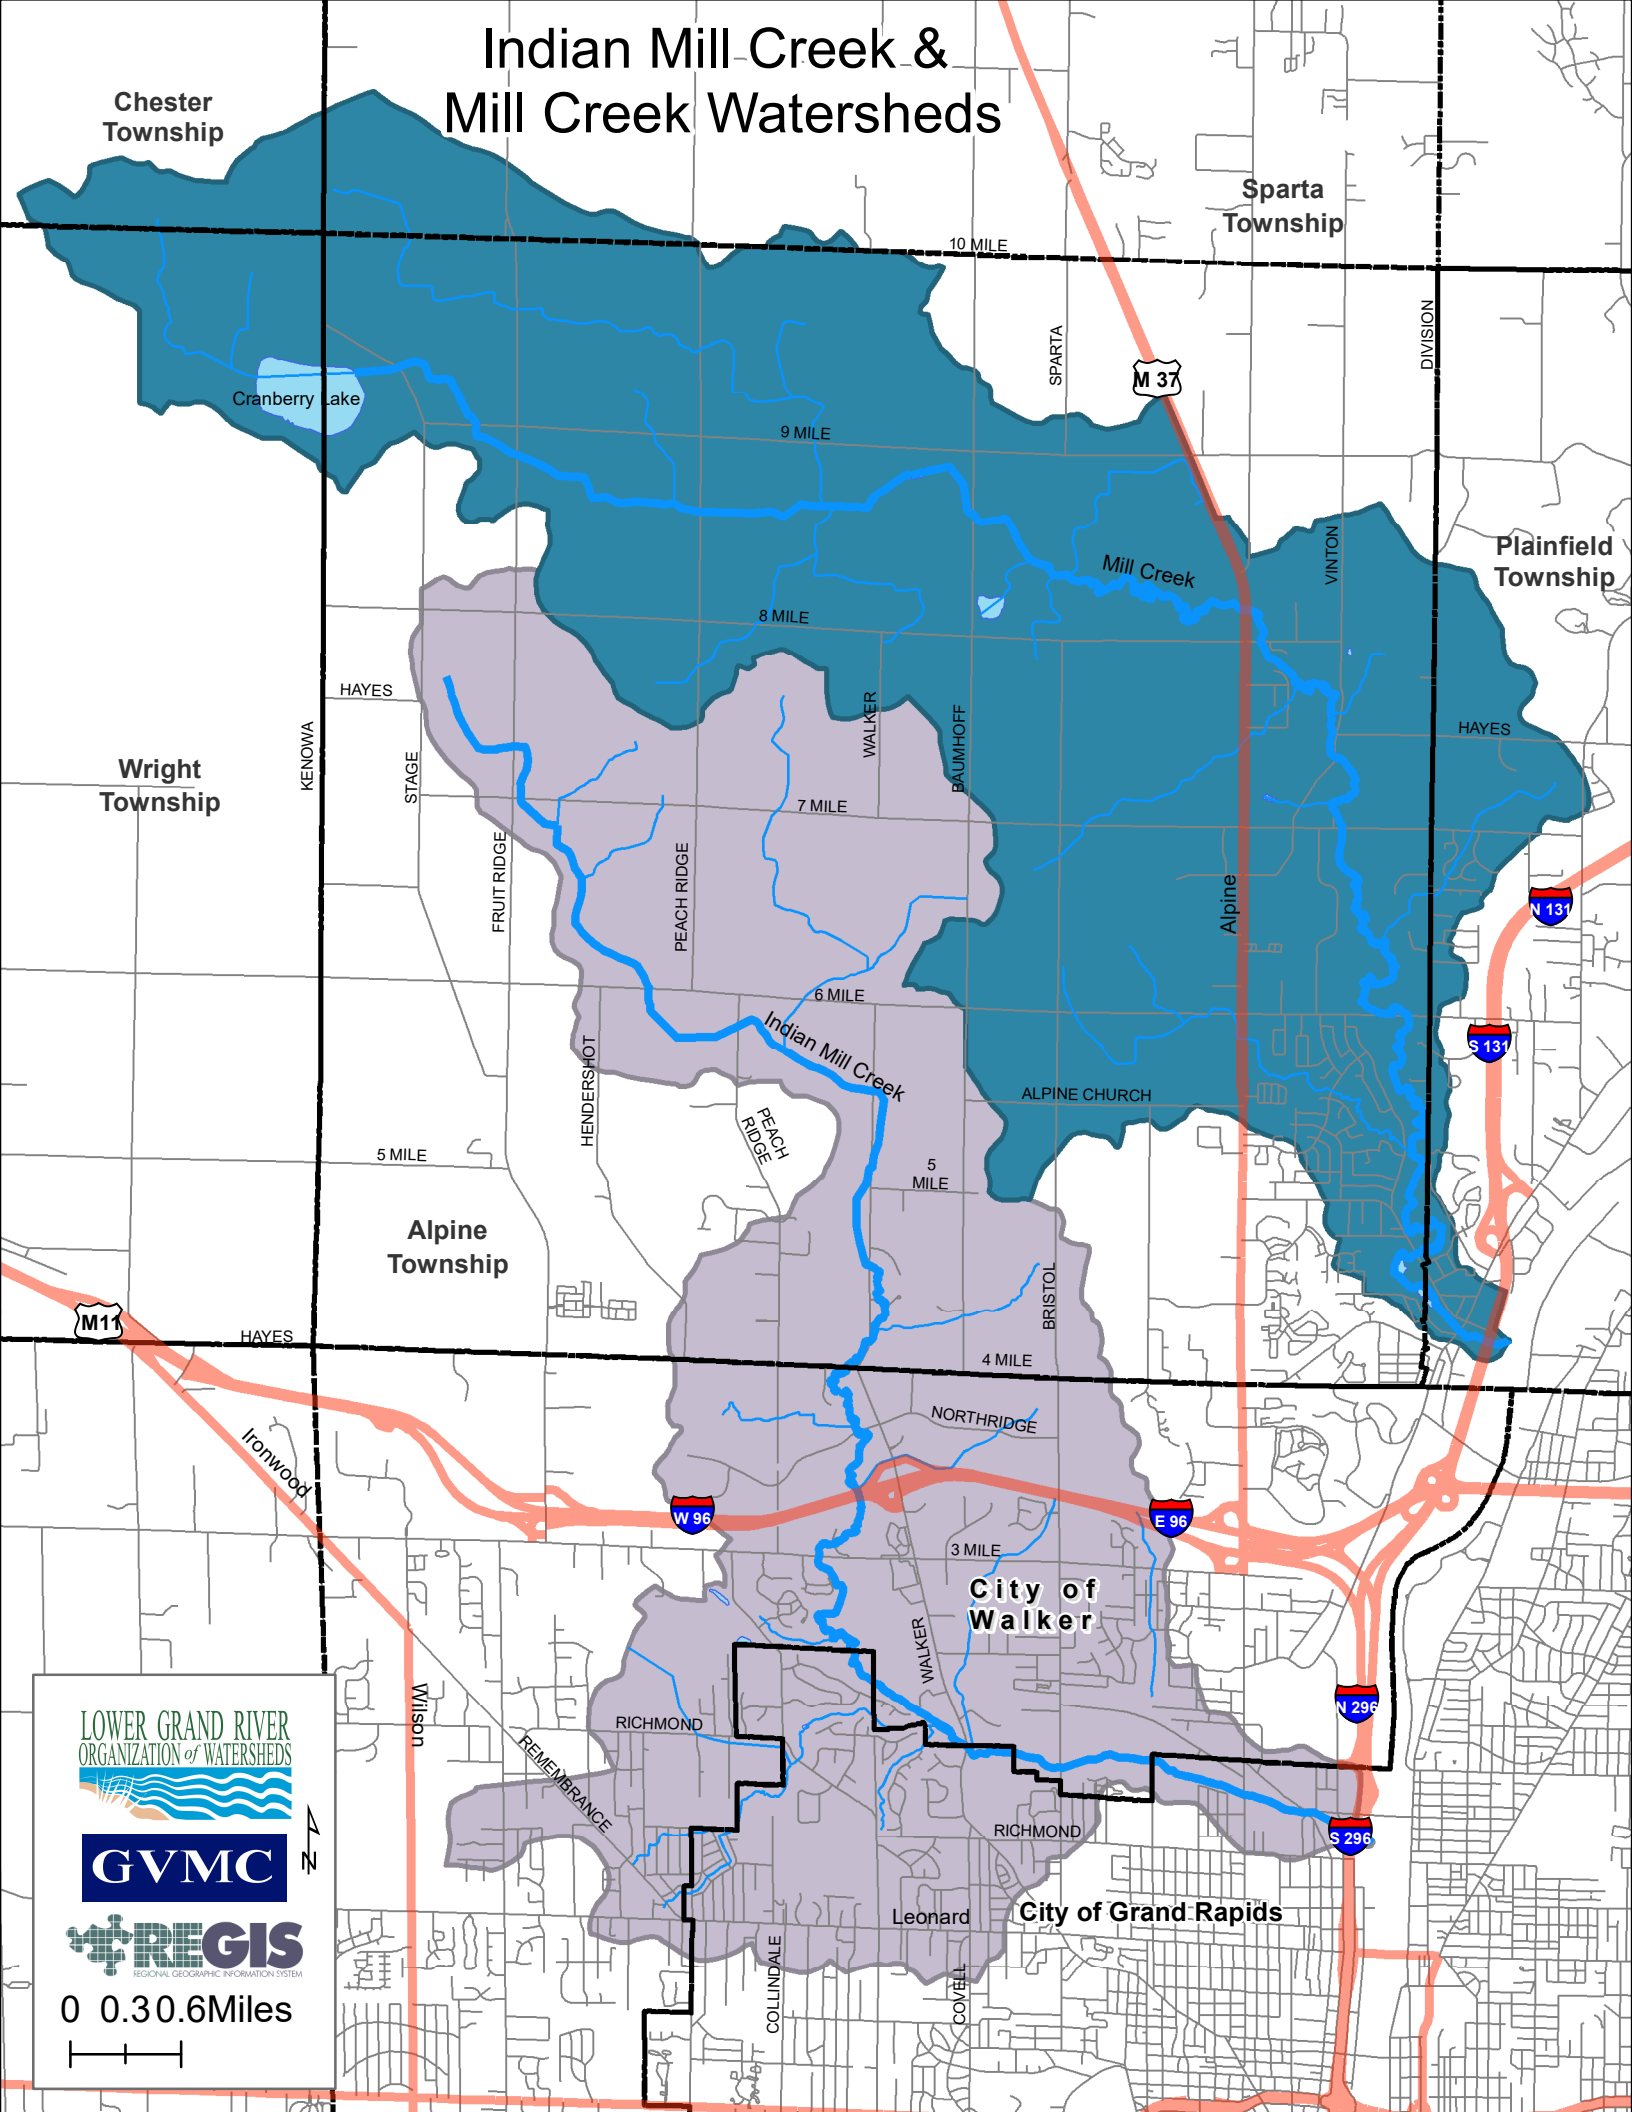 Indian Mill Creek &
Mill Creek Watersheds
Chester
Township
Sparta
Township
10 MILE
SPARTA
DIVISION
M 37
Cranberry Lake
9 MILE
Plainfield
Township
VINTON
Mill Creek
8 MILE
HAYES
WALKER
BAUMHOFF
HAYES
KENOWA
STAGE
Wright
Township
7 MILE
FRUIT RIDGE
PEACH RIDGE
Alpine
N 131
6 MILE
Indian Mill Creek
S 131
HENDERSHOT
ALPINE CHURCH
PEACH
RIDGE
5 MILE
5
MILE
Alpine
Township
BRISTOL
M11
HAYES
4 MILE
NORTHRIDGE
Ironwood
W 96
E 96
3 MILE
City of
Walker
WALKER
Wilson
N 296
RICHMOND
REMEMBRANCE
RICHMOND
S 296
Leonard
City of Grand Rapids
COLLINDALE
COVELL
LOWER GRAND RIVER
ORGANIZATION of WATERSHEDS
GVMC
N
REGIS
REGIONAL GEOGRAPHIC INFORMATION SYSTEM
0 0.3 0.6 Miles